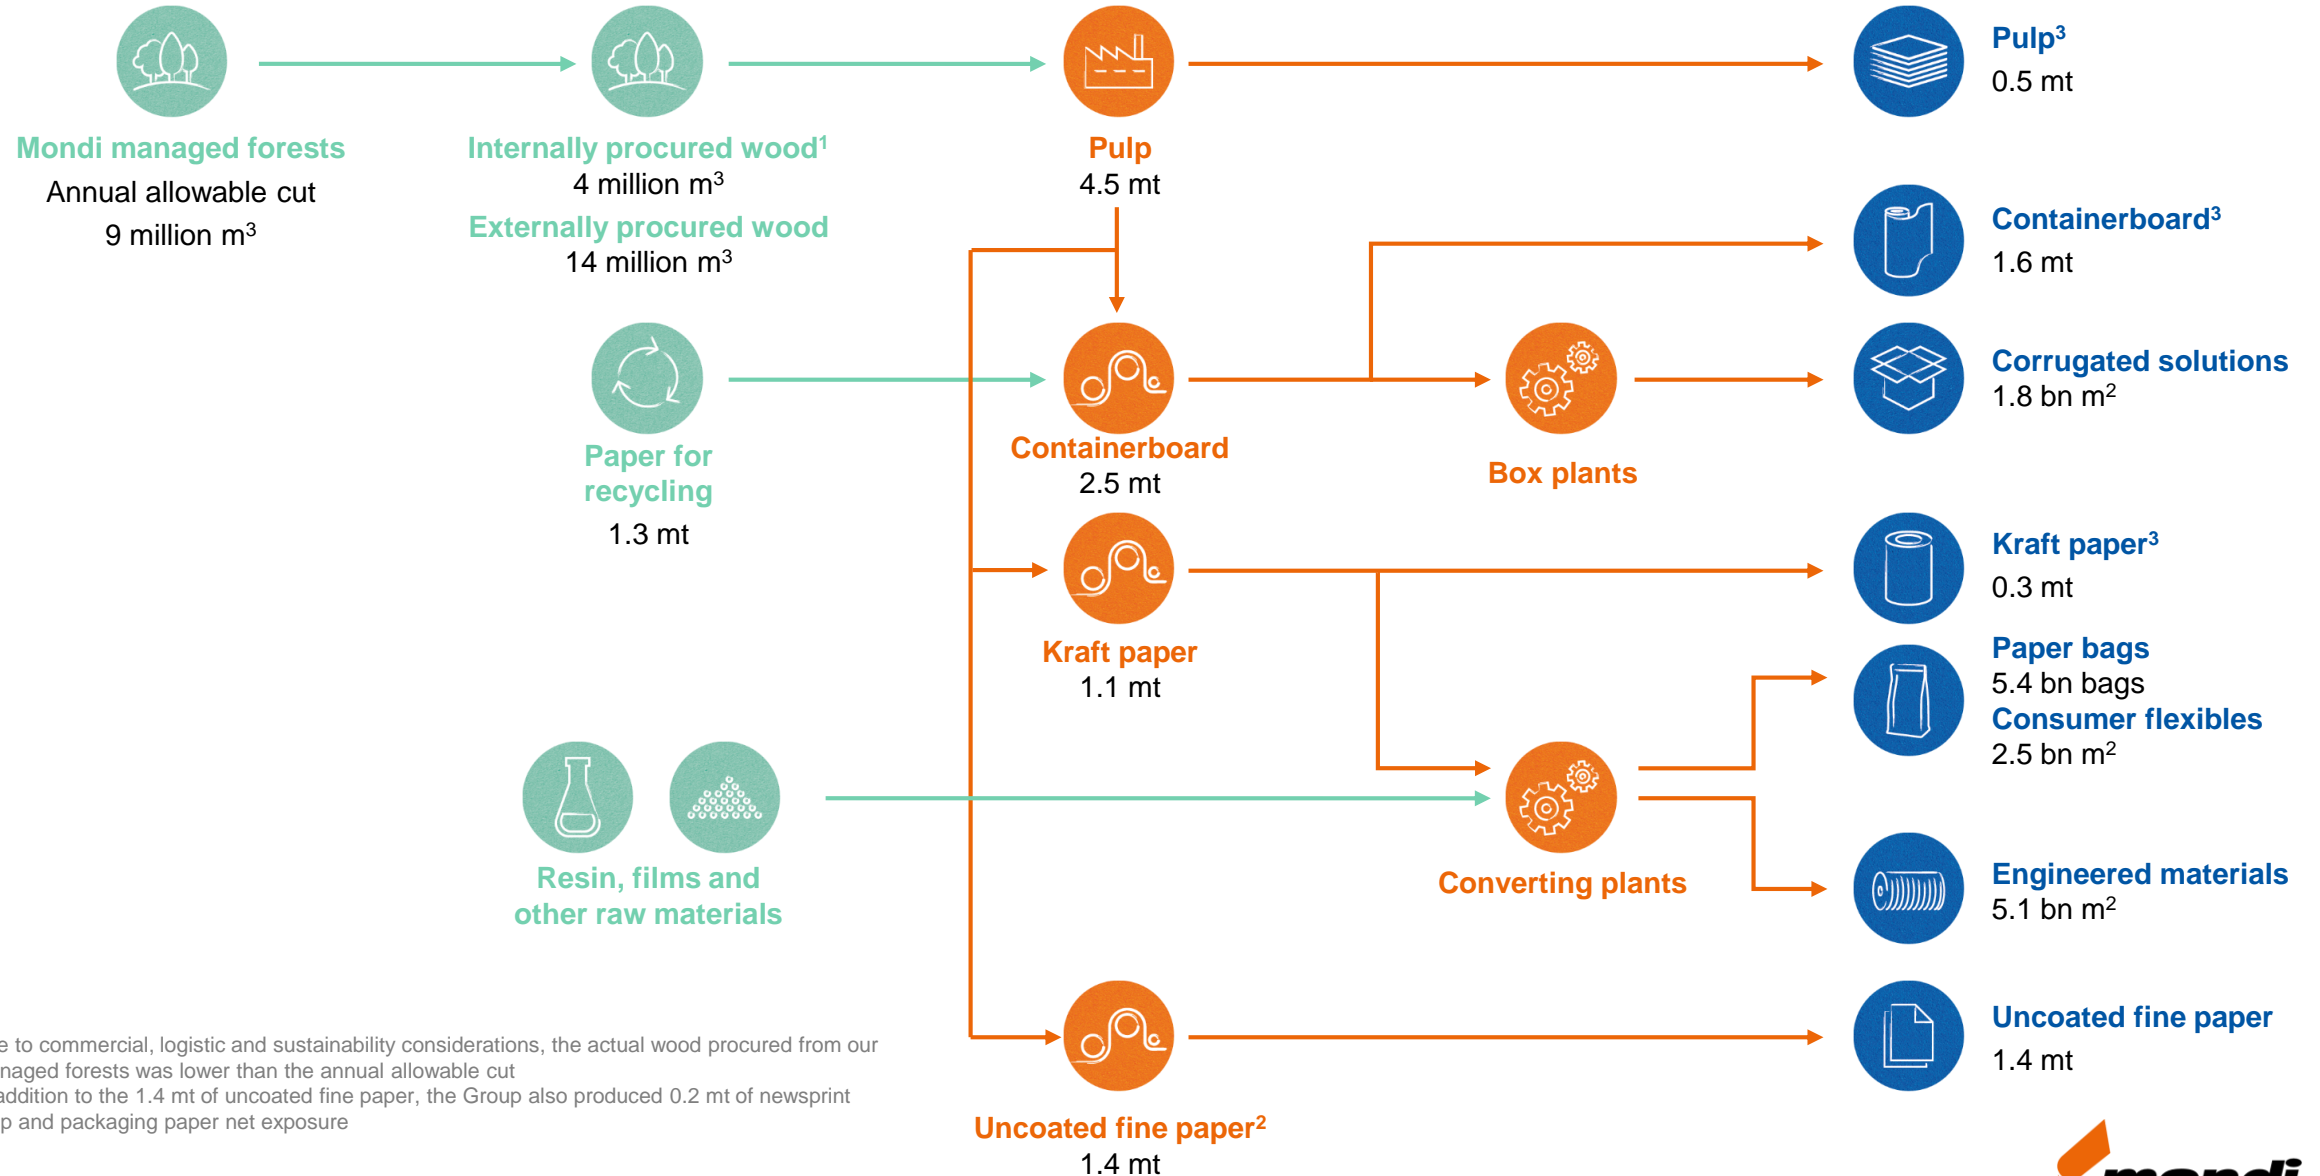 Mondi managed forests
Annual allowable cut
9 million m³
Internally procured wood¹
4 million m³
Externally procured wood
14 million m³
Pulp
4.5 mt
Pulp³
0.5 mt
Containerboard³
1.6 mt
Paper for
recycling
1.3 mt
Containerboard
2.5 mt
Box plants
Corrugated solutions
1.8 bn m²
Kraft paper
1.1 mt
Kraft paper³
0.3 mt
Paper bags
5.4 bn bags
Consumer flexibles
2.5 bn m²
Resin, films and
other raw materials
Converting plants
Engineered materials
5.1 bn m²
Uncoated fine paper²
1.4 mt
Uncoated fine paper
1.4 mt
to commercial, logistic and sustainability considerations, the actual wood procured from our
forests was lower than the annual allowable cut
addition to the 1.4 mt of uncoated fine paper, the Group also produced 0.2 mt of newsprint
and packaging paper net exposure
mondi